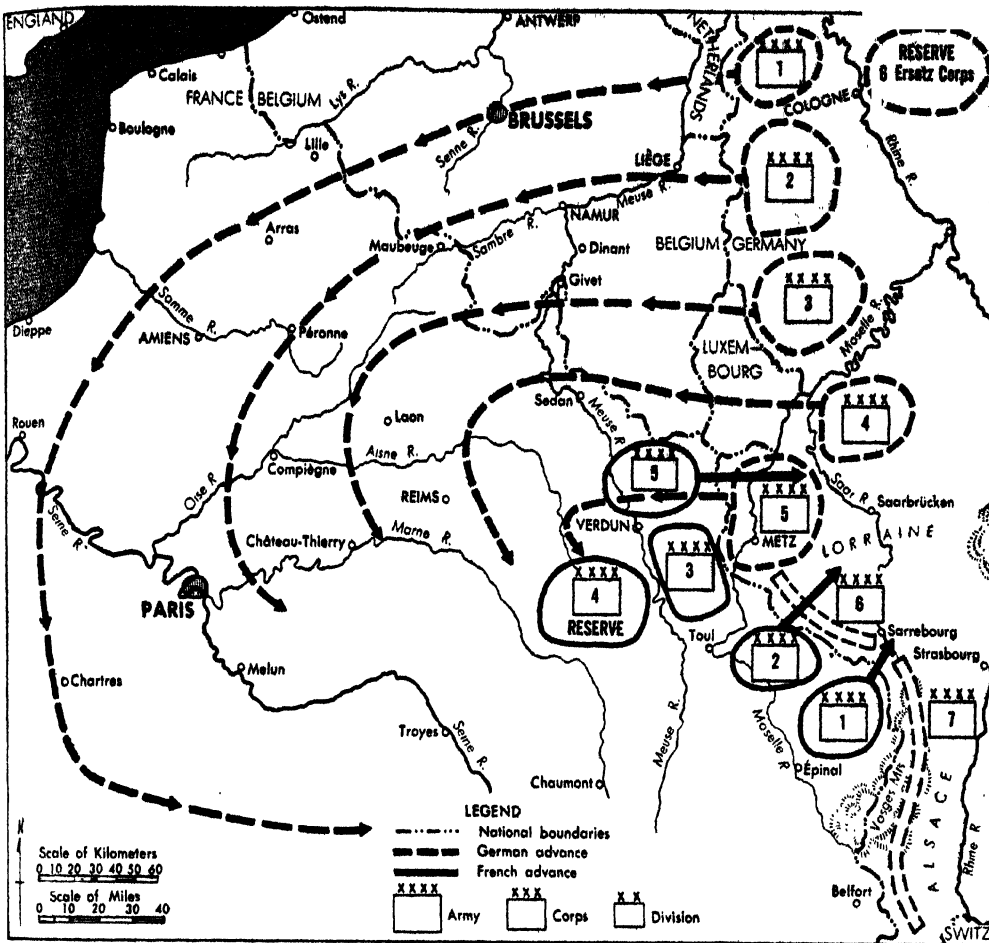 ENGLAND
Ostend
ANTWERP
NETHERLANDS
X X X X
1
RESERVE
6 Ersatz Corps
Calais
COLOGNE
FRANCE
BELGIUM
Lys R.
Boulogne
Lille
BRUSSELS
Senne R.
Rhine R.
LIÈGE
X X X X
2
Meuse R.
NAMUR
Arras
Maubeuge
Sambre R.
Dinant
BELGIUM
GERMANY
Givet
X X X X
3
Somme R.
Dieppe
AMIENS
Péronne
Moselle R.
LUXEM-
BOURG
Sedan
Meuse R
X X X X
4
Rouen
Laon
Aisne R.
Compiègne
Oise R
X X X X
5
X X X X
5
Saar R.
Saarbrücken
REIMS
VERDUN
METZ
LORRAINE
Seine R.
Château-Thierry
Marne R.
X X X X
3
X X X X
4
RESERVE
X X X X
6
PARIS
Toul
X X X X
2
Sarrebourg
Strasbourg
Melun
Chartres
X X X X
1
X X X X
7
Troyes
Seine R.
Meuse R.
Moselle R
Épinal
Chaumont
Vosges Mts
ALSACE
Rhine R
Belfort
SWITZ
LEGEND
National boundaries
German advance
French advance
X X X X
Army
X X X
Corps
X X
Division
N
Scale of Kilometers
0 10 20 30 40 50 60
Scale of Miles
0 10 20 30 40